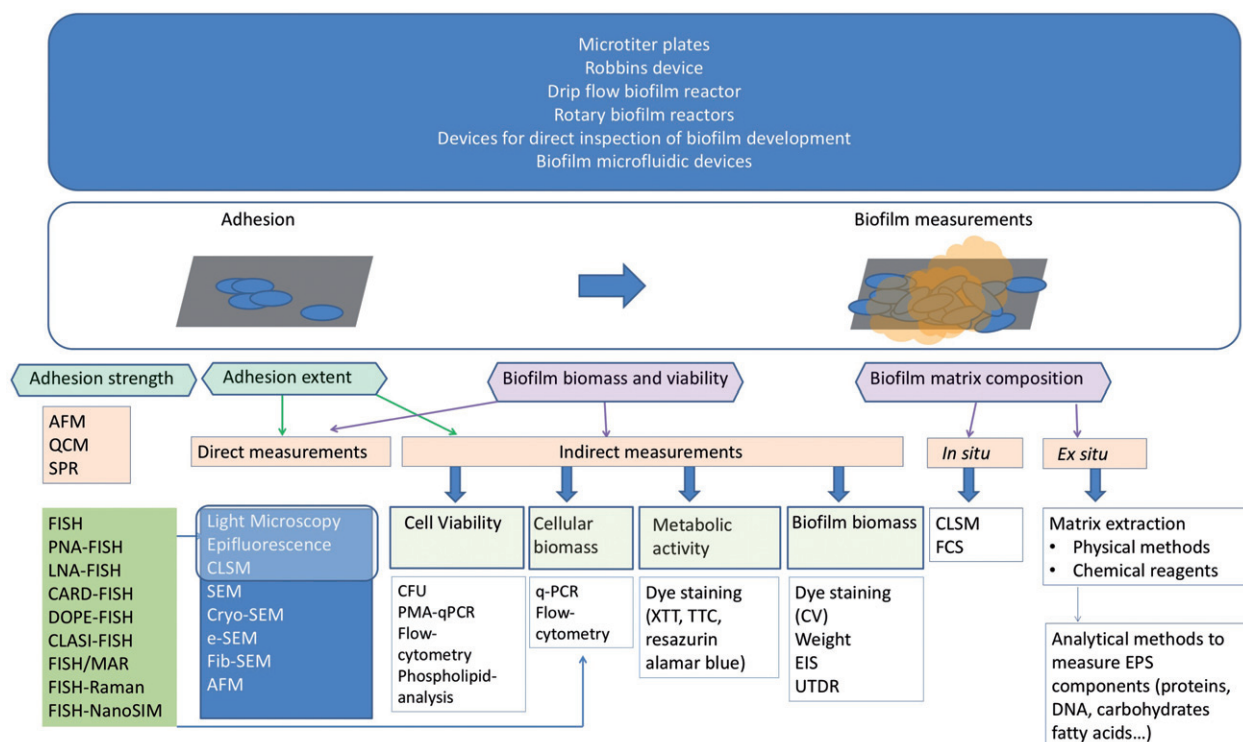 Microtiter plates
Robbins device
Drip flow biofilm reactor
Rotary biofilm reactors
Devices for direct inspection of biofilm development
Biofilm microfluidic devices
Adhesion
Biofilm measurements
Adhesion strength
Adhesion extent
Biofilm biomass and viability
Biofilm matrix composition
AFM
QCM
SPR
Direct measurements
Indirect measurements
In situ
Ex situ
FISH
PNA-FISH
LNA-FISH
CARD-FISH
DOPE-FISH
CLASI-FISH
FISH/MAR
FISH-Raman
FISH-NanoSIM
Light Microscopy
Epifluorescence
CLSM
SEM
Cryo-SEM
e-SEM
Fib-SEM
AFM
Cell Viability
CFU
PMA-qPCR
Flow-
cytometry
Phospholipid-
analysis
Cellular
biomass
q-PCR
Flow-
cytometry
Metabolic
activity
Dye staining
(XTT, TTC,
resazurin
alamar blue)
Biofilm biomass
Dye staining
(CV)
Weight
EIS
UTDR
CLSM
FCS
Matrix extraction
• Physical methods
• Chemical reagents
Analytical methods to
measure EPS
components (proteins,
DNA, carbohydrates
fatty acids...)